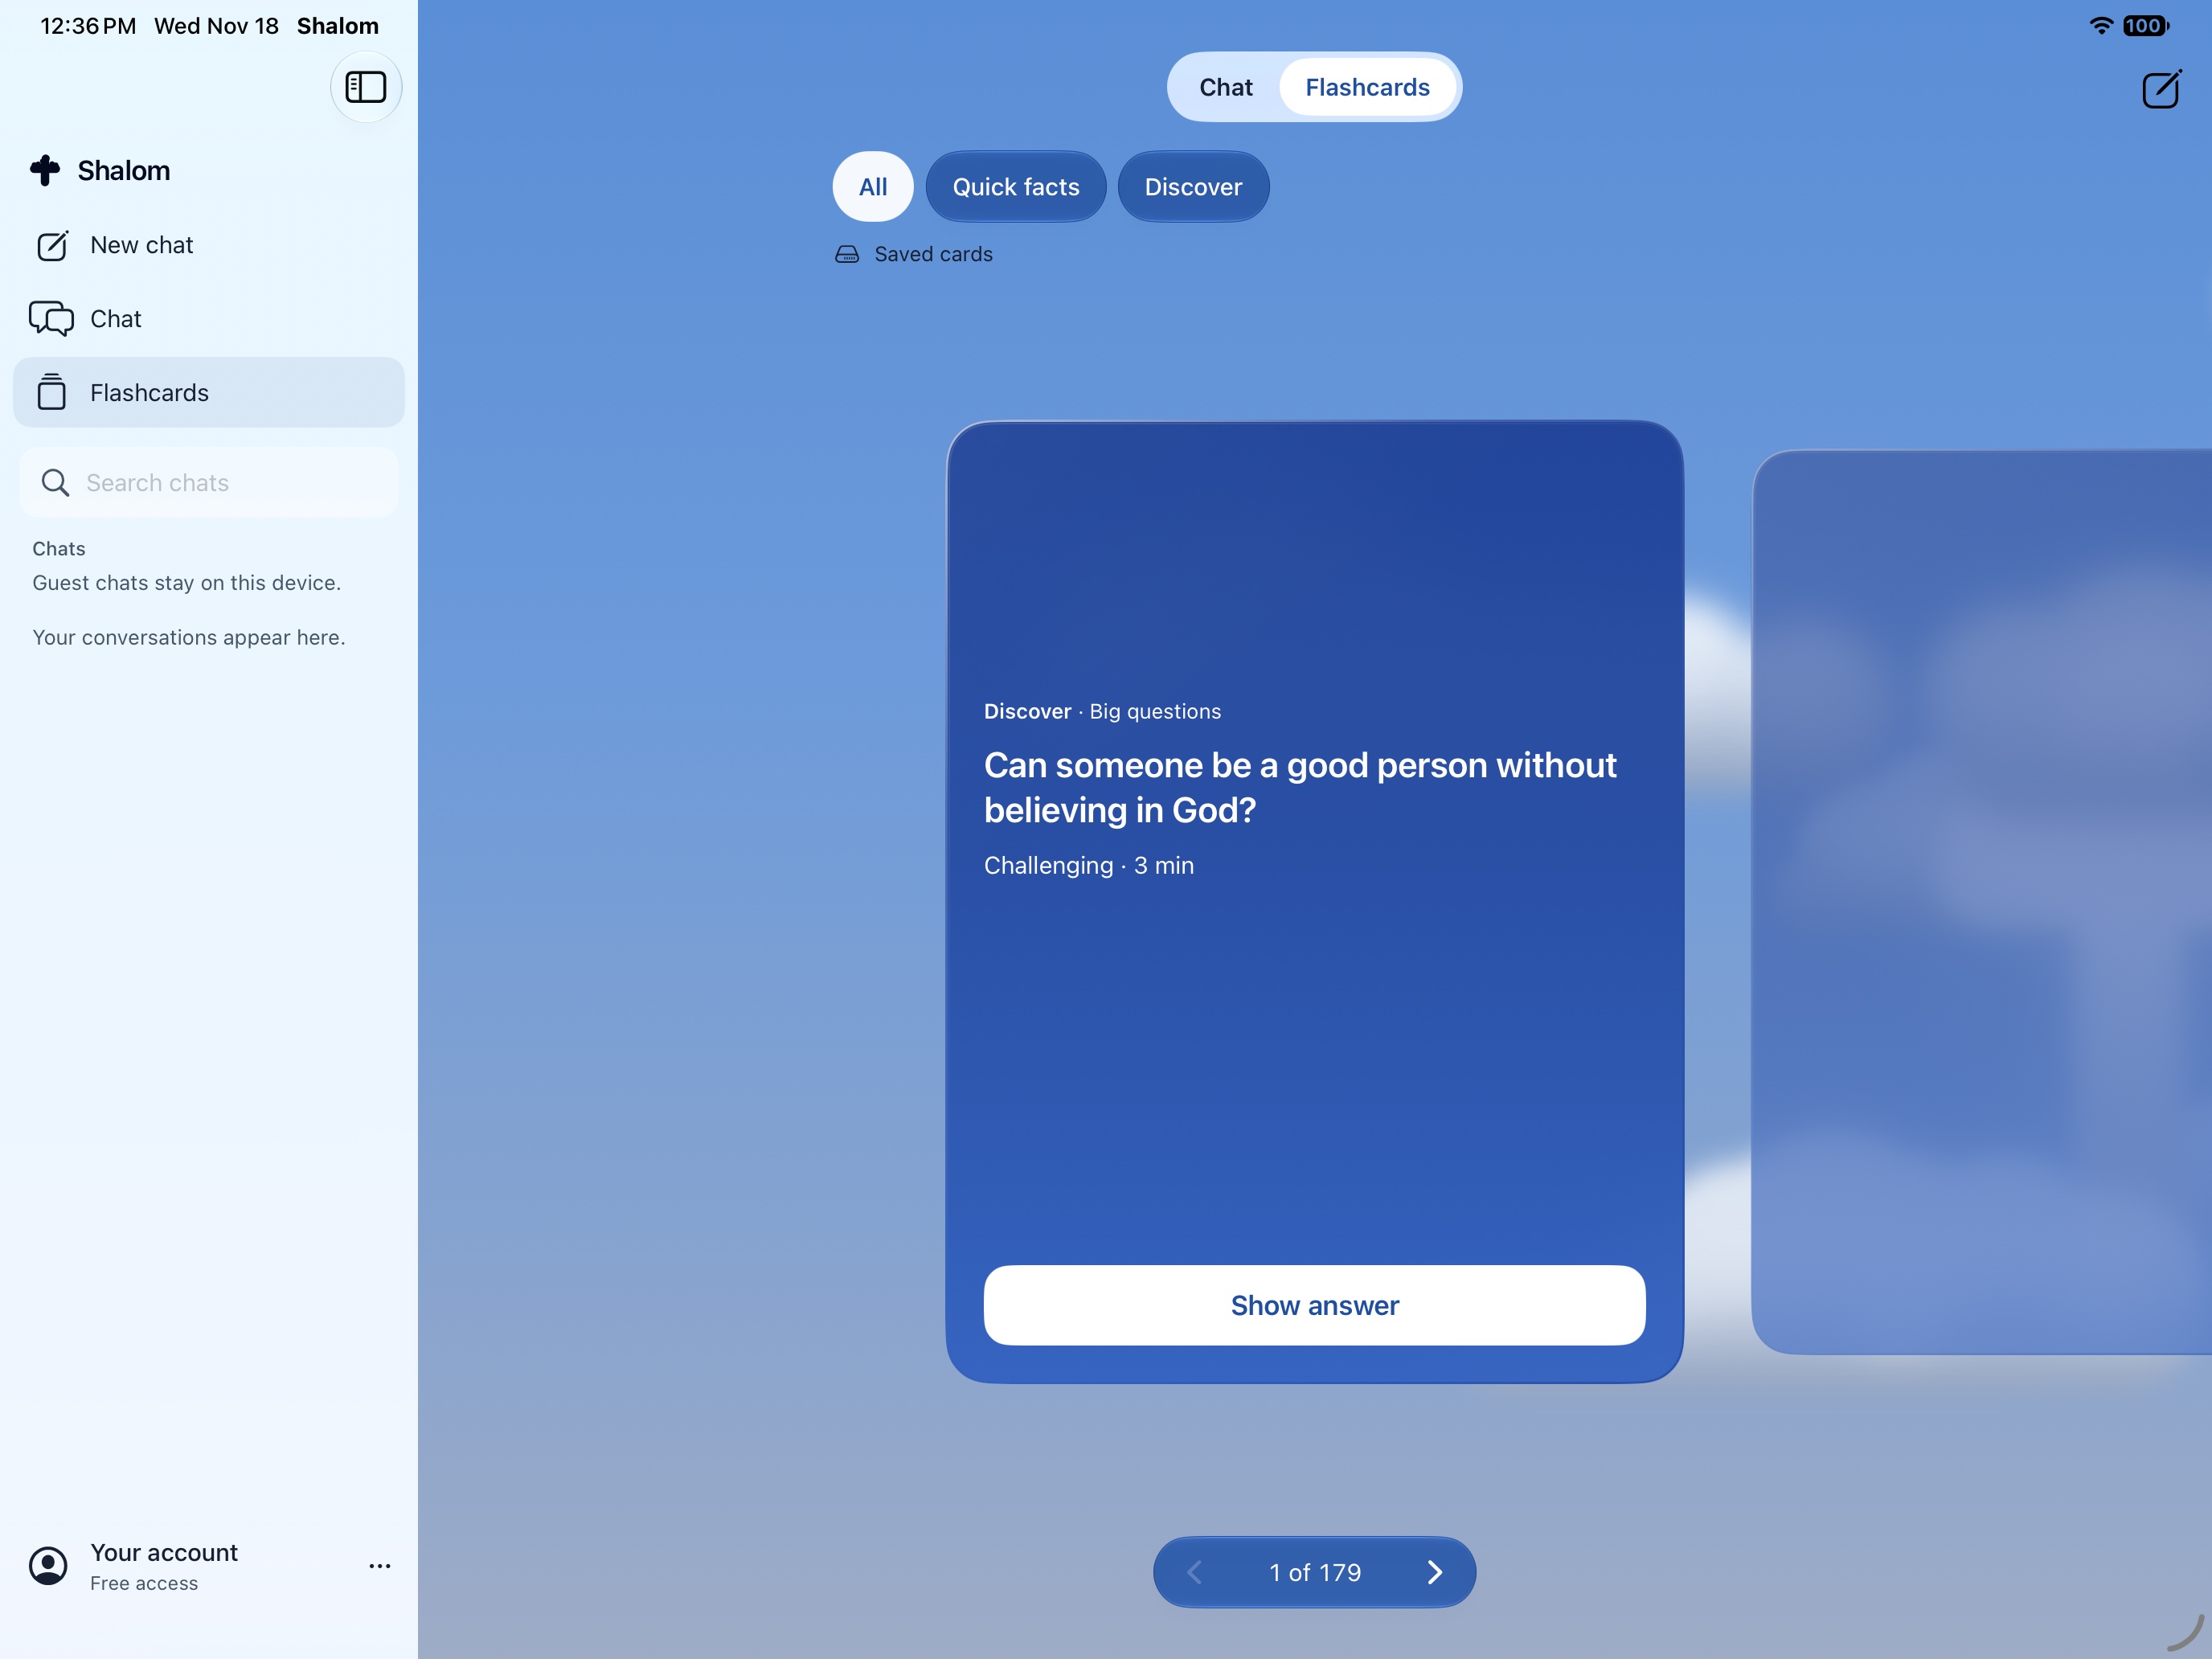 12:36 PM Wed Nov 18 Shalom
100
Shalom
New chat
Chat
Flashcards
Search chats
Chats
Guest chats stay on this device.
Your conversations appear here.
Your account
Free access
Chat Flashcards
All Quick facts Discover
Saved cards
Discover · Big questions
Can someone be a good person without
believing in God?
Challenging · 3 min
Show answer
1 of 179